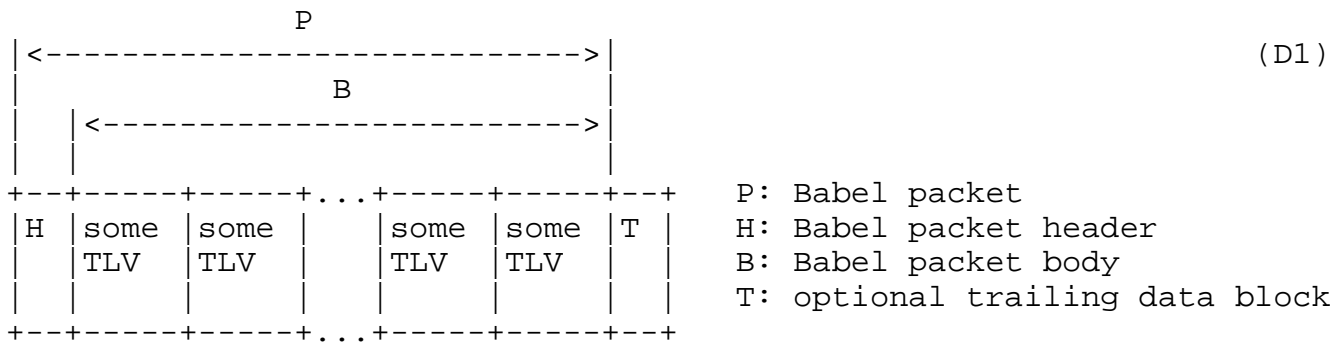 P
|<---------------------------->|                                 (D1)
|                    B         |
|  |<------------------------->|
|  |                           |
+--+-----+-----+...+-----+-----+--+   P: Babel packet
|H |some |some |   |some |some |T |   H: Babel packet header
|  |TLV  |TLV  |   |TLV  |TLV  |  |   B: Babel packet body
|  |     |     |   |     |     |  |   T: optional trailing data block
+--+-----+-----+...+-----+-----+--+